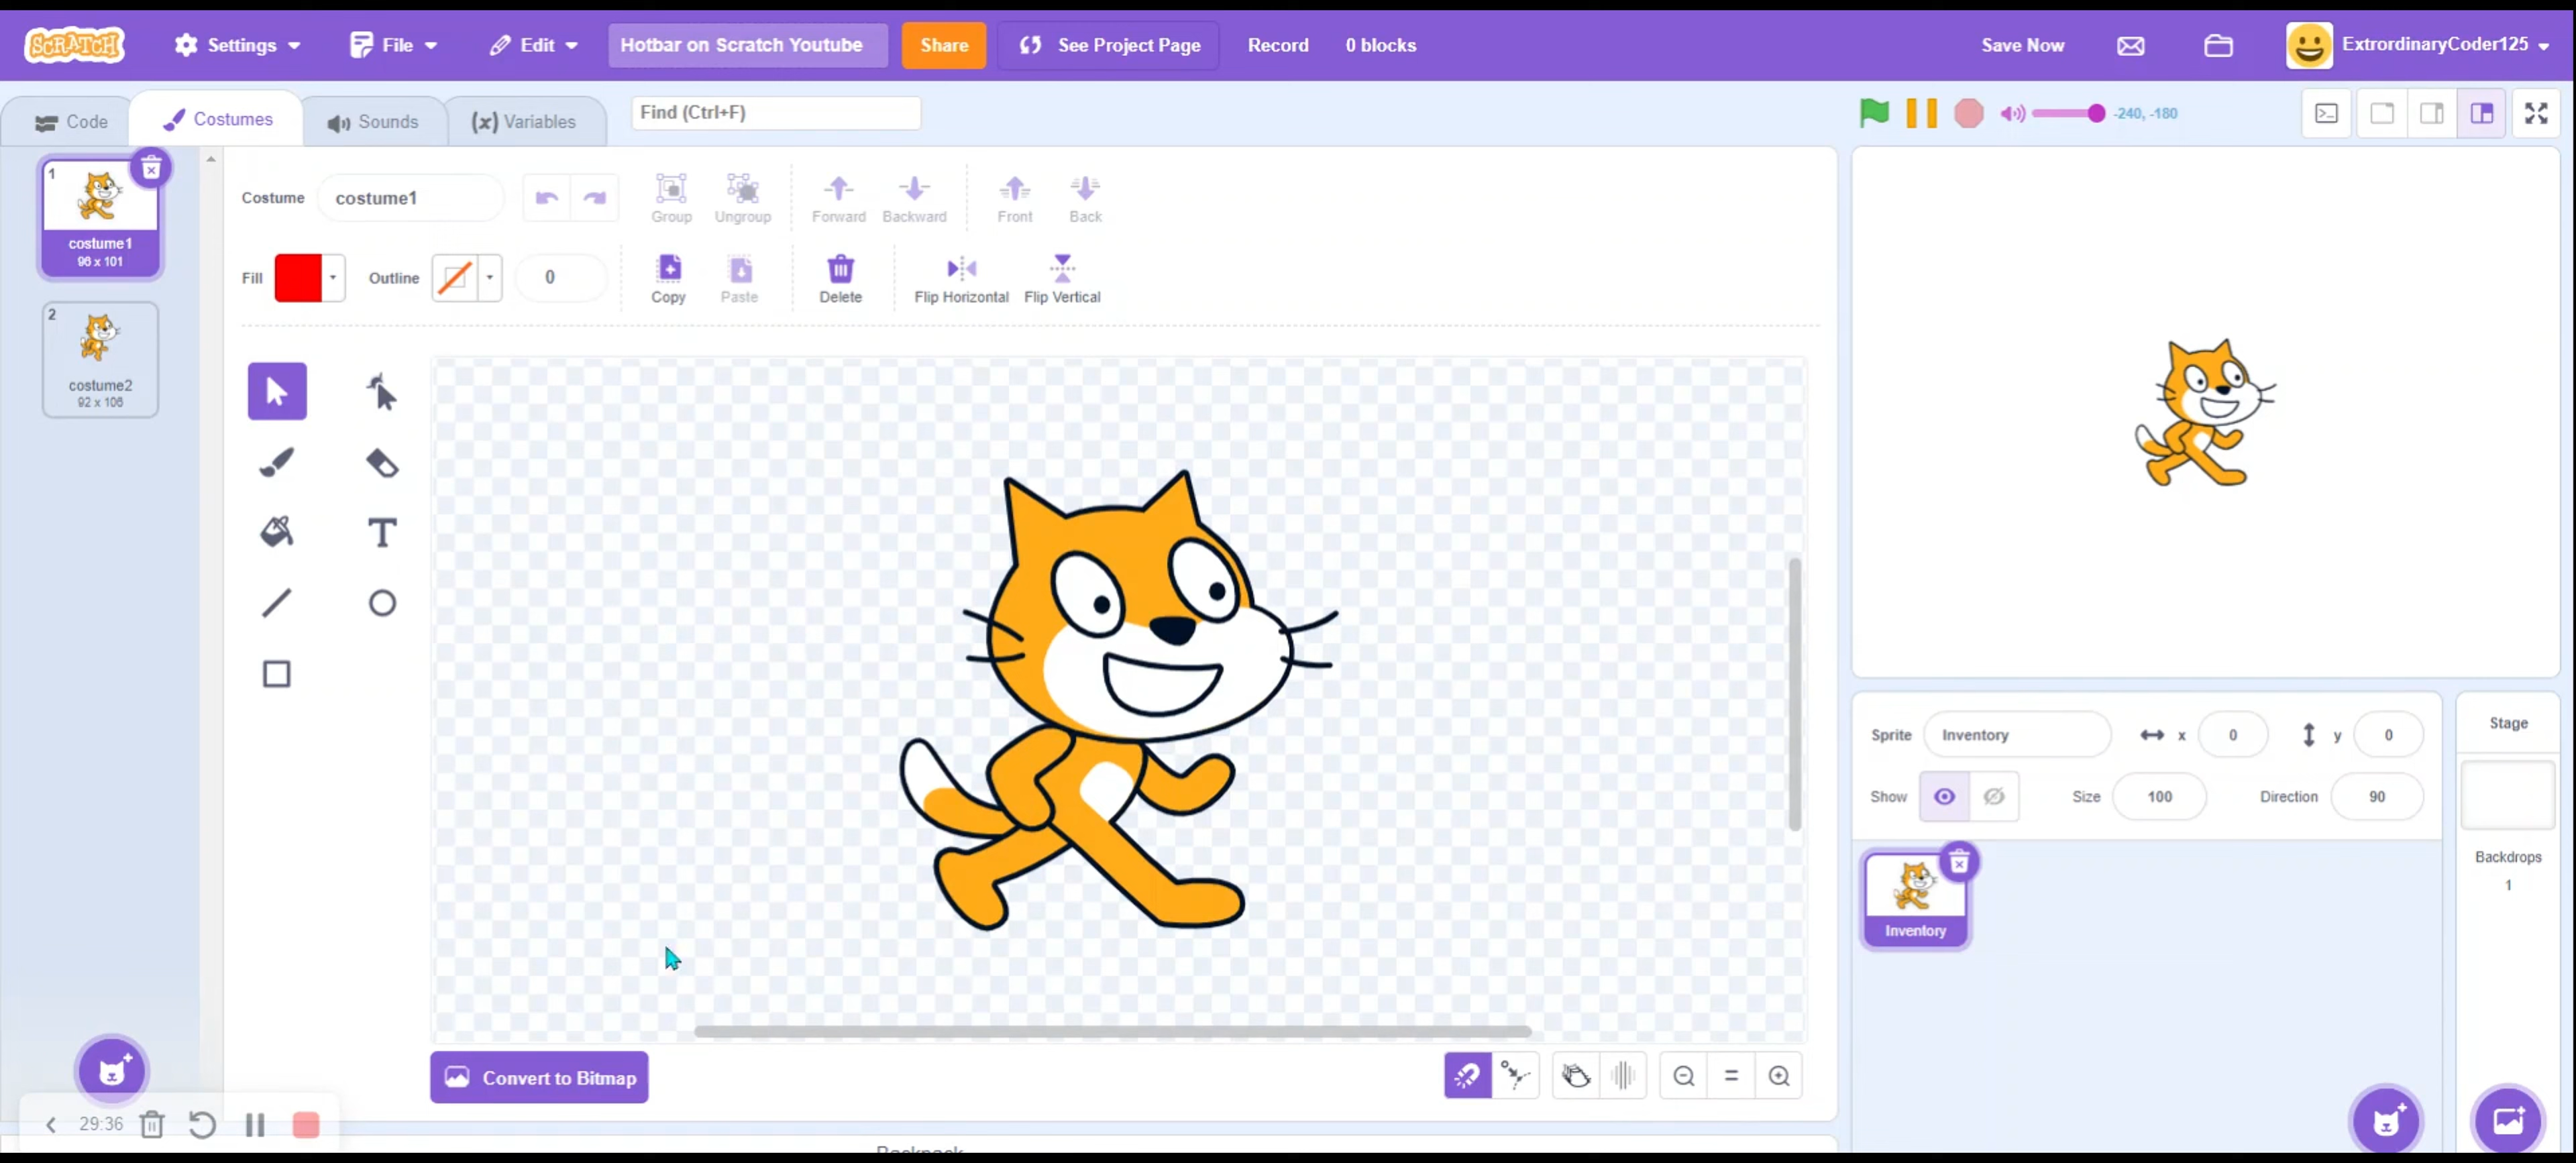 SCRATCH Settings File Edit Hotbar on Scratch Youtube Share See Project Page Record 0 blocks Save Now ExtrordinaryCoder125
Code Costumes Sounds (x) Variables Find (Ctrl+F) -240, -180
1
costume1
96 x 101
2
costume2
92 x 106
Costume costume1 Group Ungroup Forward Backward Front Back
Fill Outline 0 Copy Paste Delete Flip Horizontal Flip Vertical
T
Convert to Bitmap
=
29:36
Sprite Inventory x 0 y 0
Show Size 100 Direction 90
Inventory
Stage
Backdrops
1